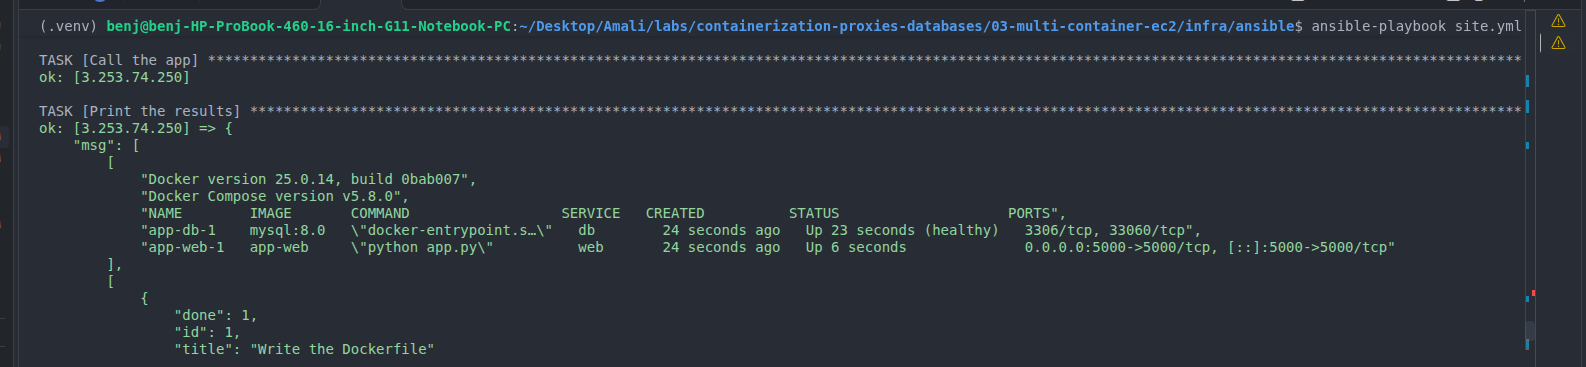 (.venv) benj@benj-HP-ProBook-460-16-inch-G11-Notebook-PC:~/Desktop/Amali/labs/containerization-proxies-databases/03-multi-container-ec2/infra/ansible$ ansible-playbook site.yml
TASK [Call the app] ************************************************************************************************************************************************************
ok: [3.253.74.250]
TASK [Print the results] *******************************************************************************************************************************************************
ok: [3.253.74.250] => {
    "msg": [
        [
            "Docker version 25.0.14, build 0bab007",
            "Docker Compose version v5.8.0",
            "NAME        IMAGE       COMMAND                  SERVICE   CREATED          STATUS                    PORTS",
            "app-db-1    mysql:8.0   \"docker-entrypoint.s…\"   db        24 seconds ago   Up 23 seconds (healthy)   3306/tcp, 33060/tcp",
            "app-web-1   app-web     \"python app.py\"          web       24 seconds ago   Up 6 seconds              0.0.0.0:5000->5000/tcp, [::]:5000->5000/tcp"
        ],
        [
            {
                "done": 1,
                "id": 1,
                "title": "Write the Dockerfile"